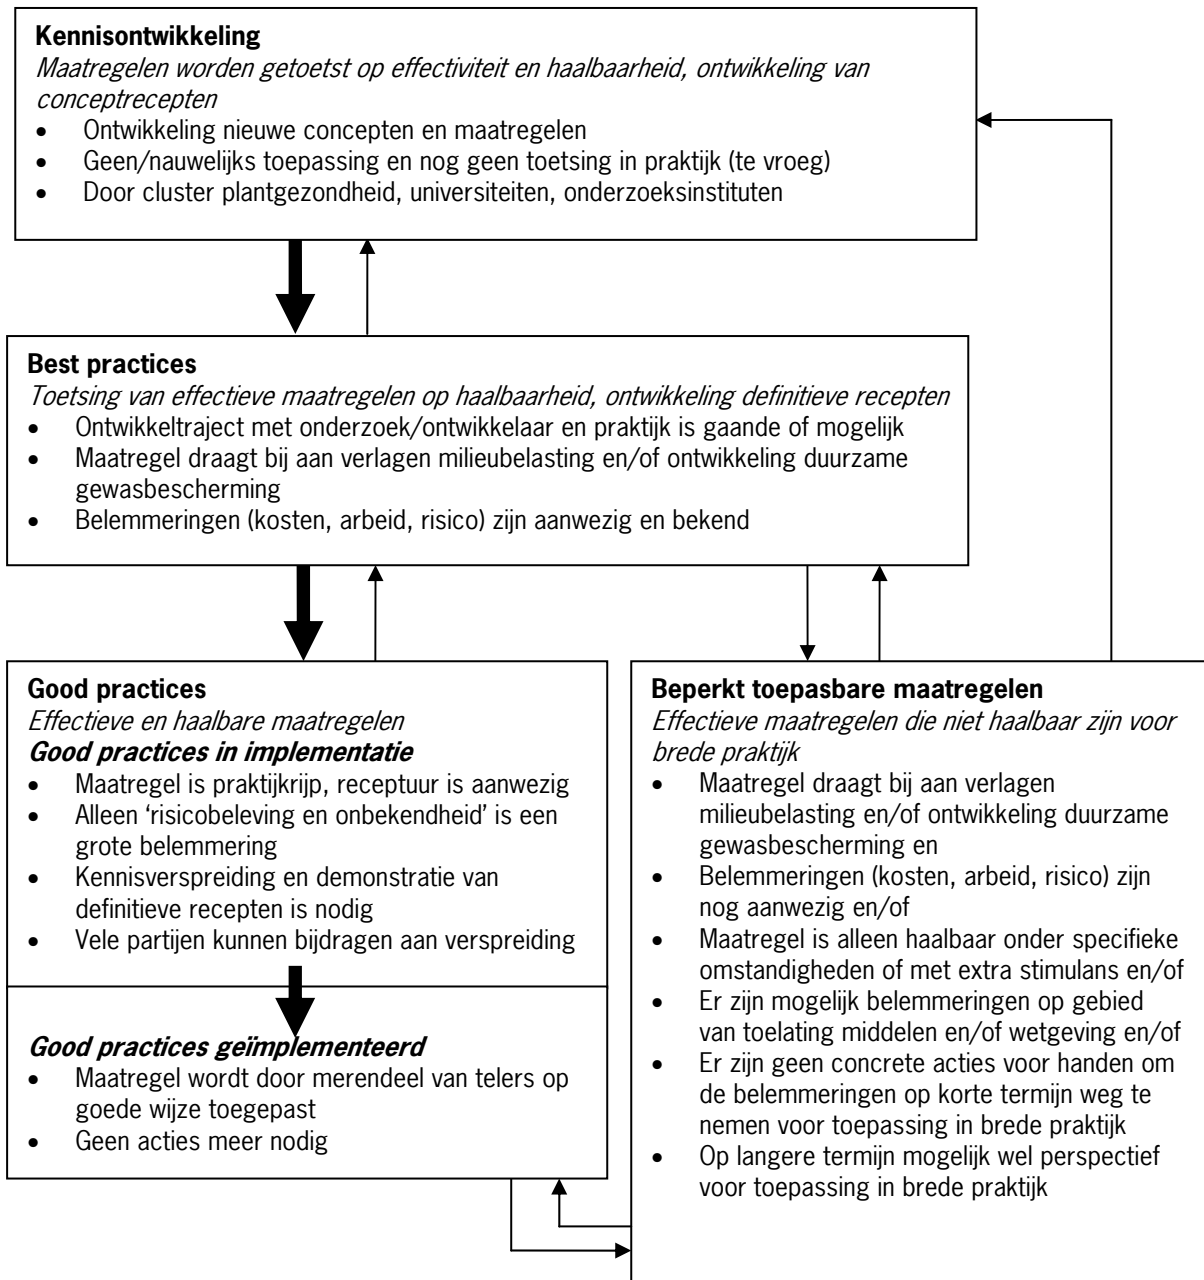 Kennisontwikkeling
Maatregelen worden getoetst op effectiviteit en haalbaarheid, ontwikkeling van
conceptrecepten
• Ontwikkeling nieuwe concepten en maatregelen
• Geen/nauwelijks toepassing en nog geen toetsing in praktijk (te vroeg)
• Door cluster plantgezondheid, universiteiten, onderzoeksinstituten
Best practices
Toetsing van effectieve maatregelen op haalbaarheid, ontwikkeling definitieve recepten
• Ontwikkeltraject met onderzoek/ontwikkelaar en praktijk is gaande of mogelijk
• Maatregel draagt bij aan verlagen milieubelasting en/of ontwikkeling duurzame
gewasbescherming
• Belemmeringen (kosten, arbeid, risico) zijn aanwezig en bekend
Good practices
Effectieve en haalbare maatregelen
Good practices in implementatie
• Maatregel is praktijkrijp, receptuur is aanwezig
• Alleen ‘risicobeleving en onbekendheid’ is een
grote belemmering
• Kennisverspreiding en demonstratie van
definitieve recepten is nodig
• Vele partijen kunnen bijdragen aan verspreiding
Good practices geïmplementeerd
• Maatregel wordt door merendeel van telers op
goede wijze toegepast
• Geen acties meer nodig
Beperkt toepasbare maatregelen
Effectieve maatregelen die niet haalbaar zijn voor
brede praktijk
• Maatregel draagt bij aan verlagen
milieubelasting en/of ontwikkeling duurzame
gewasbescherming en
• Belemmeringen (kosten, arbeid, risico) zijn
nog aanwezig en/of
• Maatregel is alleen haalbaar onder specifieke
omstandigheden of met extra stimulans en/of
• Er zijn mogelijk belemmeringen op gebied
van toelating middelen en/of wetgeving en/of
• Er zijn geen concrete acties voor handen om
de belemmeringen op korte termijn weg te
nemen voor toepassing in brede praktijk
• Op langere termijn mogelijk wel perspectief
voor toepassing in brede praktijk